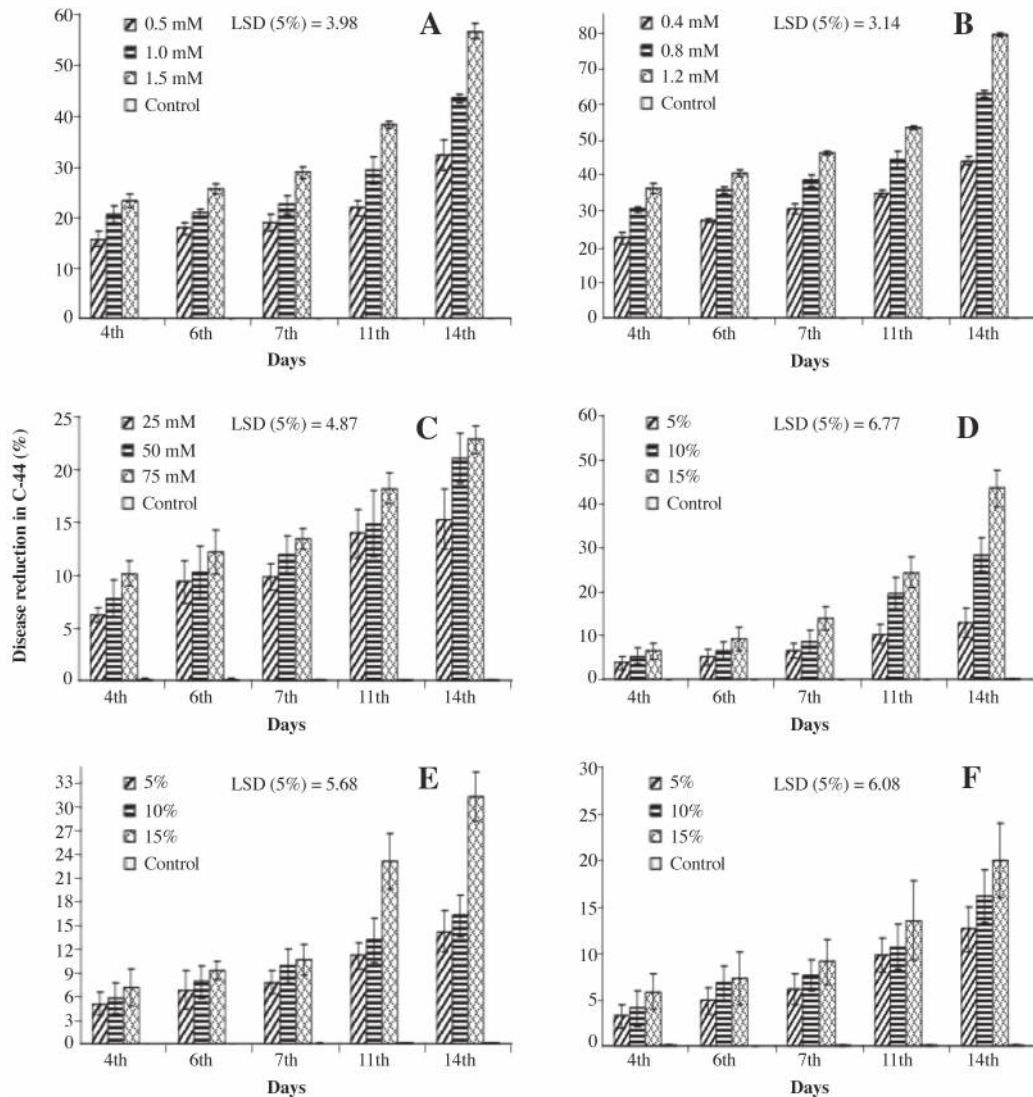 Disease reduction in C-44 (%)
A
LSD (5%) = 3.98
0.5 mM
1.0 mM
1.5 mM
Control
60
50
40
30
20
10
0
4th 6th 7th 11th 14th
Days
B
LSD (5%) = 3.14
0.4 mM
0.8 mM
1.2 mM
Control
80
70
60
50
40
30
20
10
0
4th 6th 7th 11th 14th
Days
C
LSD (5%) = 4.87
25 mM
50 mM
75 mM
Control
25
20
15
10
5
0
4th 6th 7th 11th 14th
Days
D
LSD (5%) = 6.77
5%
10%
15%
Control
60
50
40
30
20
10
0
4th 6th 7th 11th 14th
Days
E
LSD (5%) = 5.68
5%
10%
15%
Control
33
30
27
24
21
18
15
12
9
6
3
0
4th 6th 7th 11th 14th
Days
F
LSD (5%) = 6.08
5%
10%
15%
Control
30
25
20
15
10
5
0
4th 6th 7th 11th 14th
Days